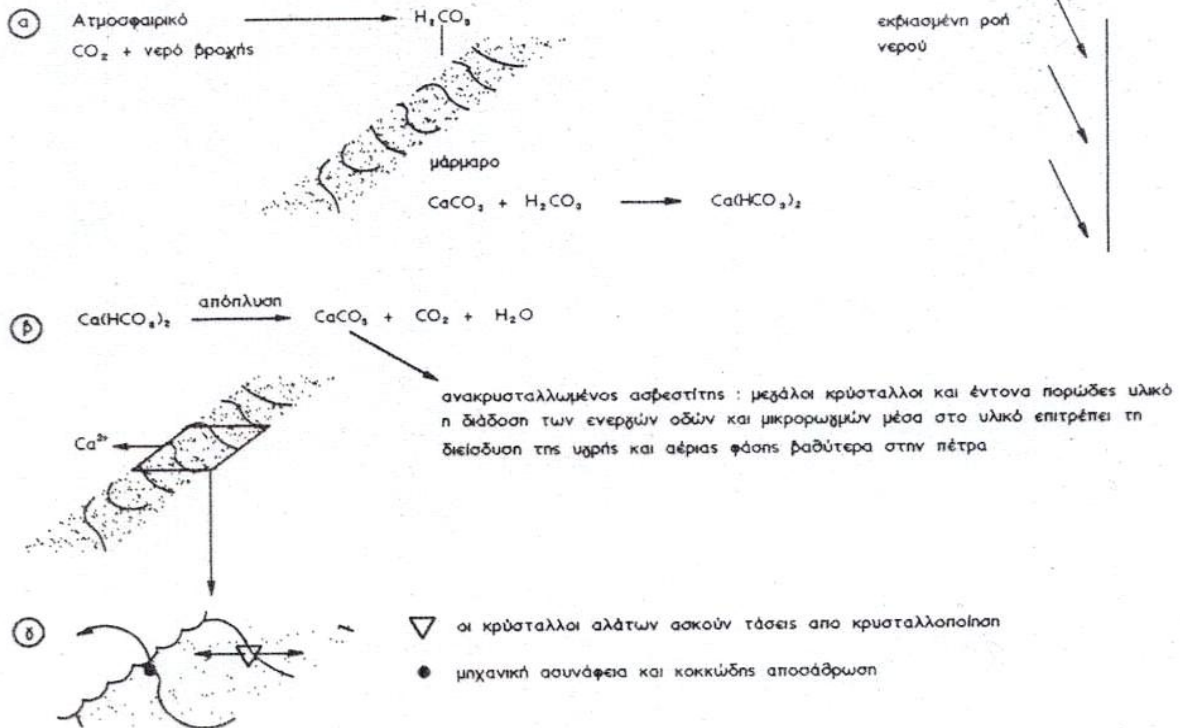 α Ατμοσφαιρικό → H₂CO₃
CO₂ + νερό βροχής
εκβιασμένη ροή
νερού
μάρμαρο
CaCO₃ + H₂CO₃ → Ca(HCO₃)₂
β Ca(HCO₃)₂ απόπλυση → CaCO₃ + CO₂ + H₂O
ανακρυσταλλωμένος ασβεστίτης : μεγάλοι κρύσταλλοι και έντονα πορώδες υλικό
η διάδοση των ενεργών οδών και μικρορωγμών μέσα στο υλικό επιτρέπει τη
διείσδυση της υγρής και αέριας φάσης βαθύτερα στην πέτρα
Ca²⁺
γ οι κρύσταλλοι αλάτων ασκούν τάσεις απο κρυσταλλοποίηση
μηχανική ασυνάφεια και κοκκώδης αποσάθρωση